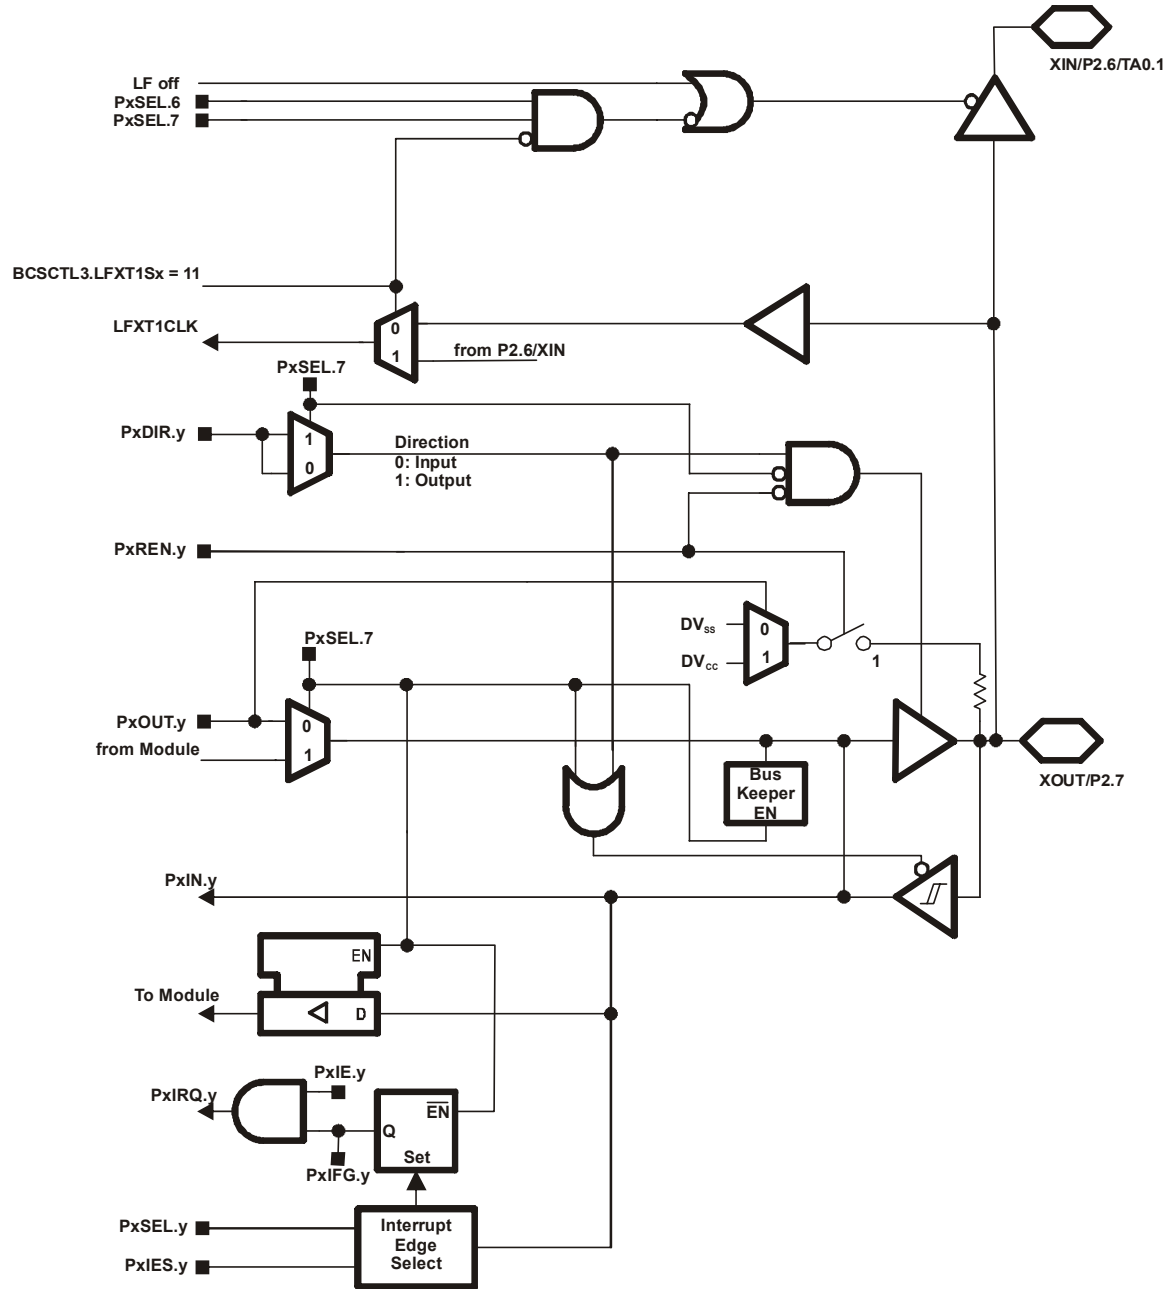 XIN/P2.6/TA0.1
LF off
PxSEL.6
PxSEL.7
BCSCTL3.LFXT1Sx = 11
LFXT1CLK
0
1
from P2.6/XIN
PxSEL.7
PxDIR.y
1
0
Direction
0: Input
1: Output
PxREN.y
DVss
0
DVcc
1
1
PxSEL.7
PxOUT.y
0
from Module
1
Bus
Keeper
EN
XOUT/P2.7
PxIN.y
EN
To Module
D
PxIE.y
PxIRQ.y
EN
Q
Set
PxIFG.y
PxSEL.y
PxIES.y
Interrupt
Edge
Select